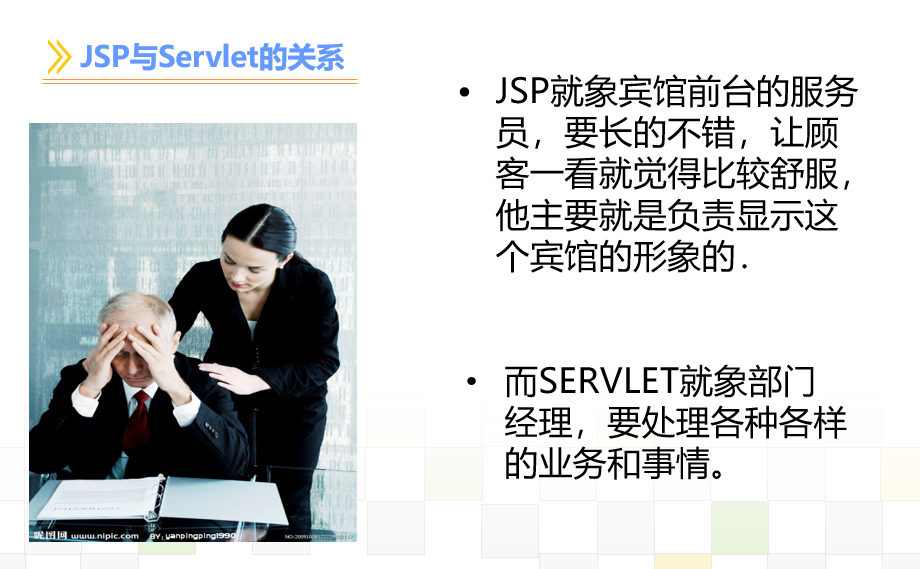 JSP与Servlet的关系
• JSP就象宾馆前台的服务
员，要长的不错，让顾
客一看就觉得比较舒服，
他主要就是负责显示这
个宾馆的形象的.
• 而SERVLET就象部门
经理，要处理各种各样
的业务和事情。
昵图网 www.nipic.com BY: yanpingping1990